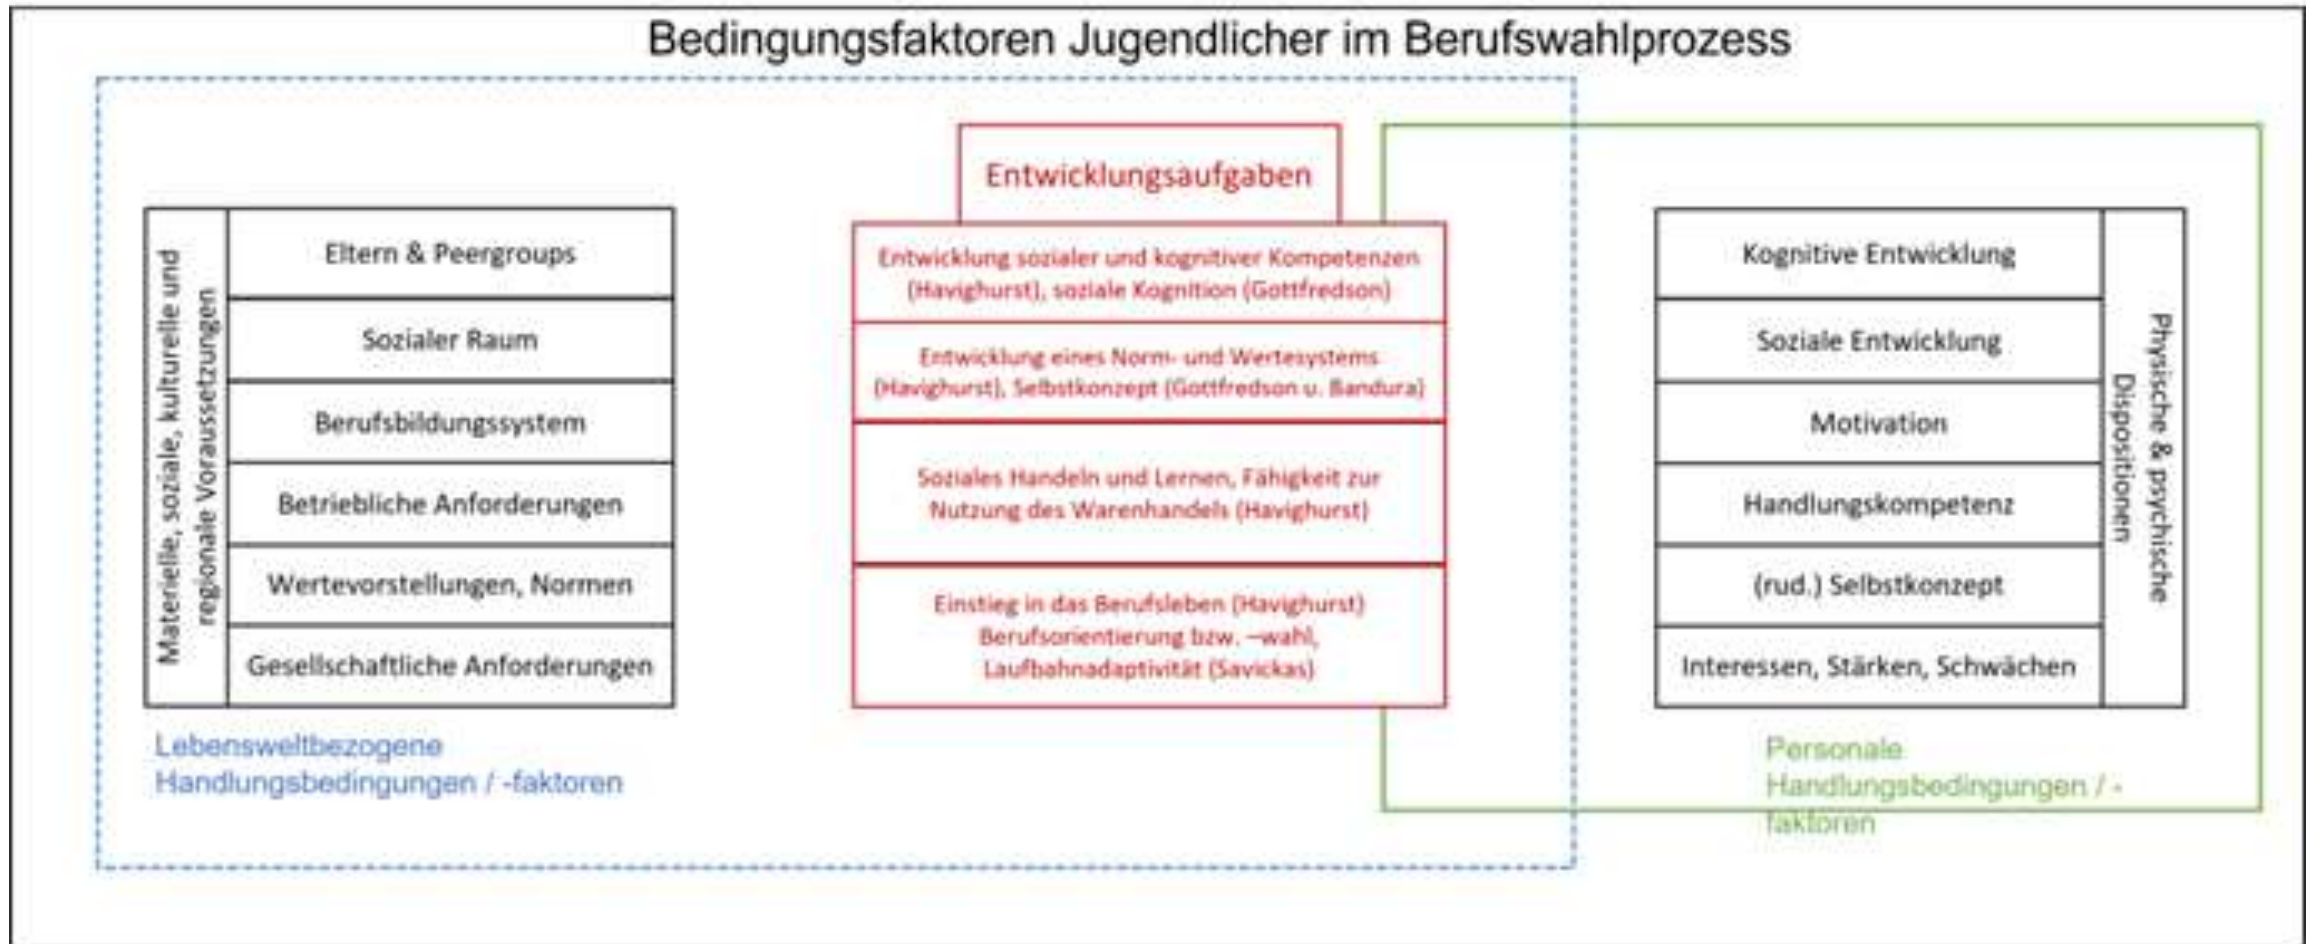 Bedingungsfaktoren Jugendlicher im Berufswahlprozess
Materielle, soziale, kulturelle und
regionale Voraussetzungen
Eltern & Peergroups
Sozialer Raum
Berufsbildungssystem
Betriebliche Anforderungen
Wertevorstellungen, Normen
Gesellschaftliche Anforderungen
Lebensweltbezogene
Handlungsbedingungen / -faktoren
Entwicklungsaufgaben
Entwicklung sozialer und kognitiver Kompetenzen
(Havighurst), soziale Kognition (Gottfredson)
Entwicklung eines Norm- und Wertesystems
(Havighurst), Selbstkonzept (Gottfredson u. Bandura)
Soziales Handeln und Lernen, Fähigkeit zur
Nutzung des Warenhandels (Havighurst)
Einstieg in das Berufsleben (Havighurst)
Berufsorientierung bzw. –wahl,
Laufbahnadaptivität (Savickas)
Kognitive Entwicklung
Soziale Entwicklung
Motivation
Handlungskompetenz
(rud.) Selbstkonzept
Interessen, Stärken, Schwächen
Physische & psychische
Dispositionen
Personale
Handlungsbedingungen / -
faktoren